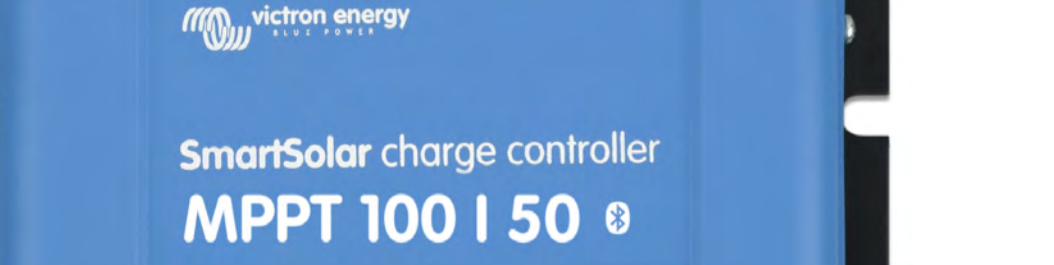 victron energy
BLUE POWER
SmartSolar charge controller
MPPT 100 | 50